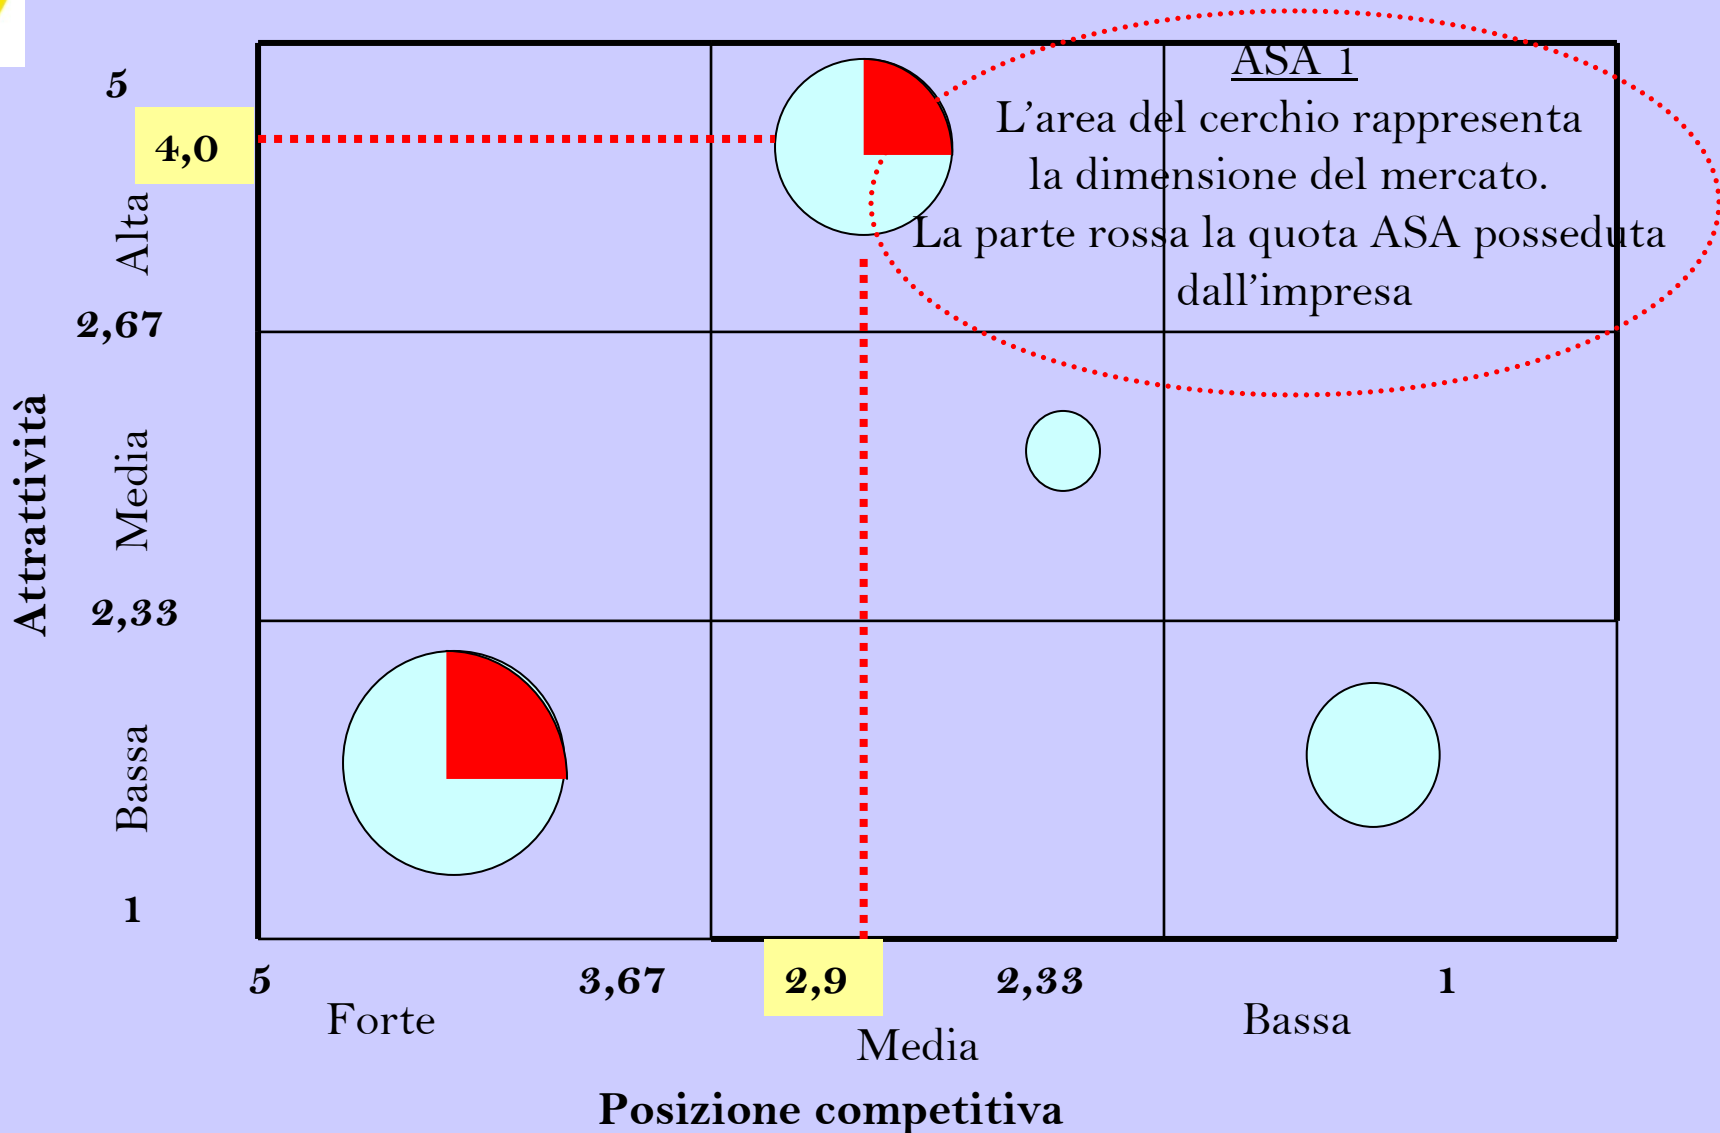 ASA 1
L’area del cerchio rappresenta
la dimensione del mercato.
La parte rossa la quota ASA posseduta
dall’impresa
5
4,0
Alta
2,67
Attrattività
Media
2,33
Bassa
1
5
3,67
2,9
2,33
1
Forte
Media
Bassa
Posizione competitiva